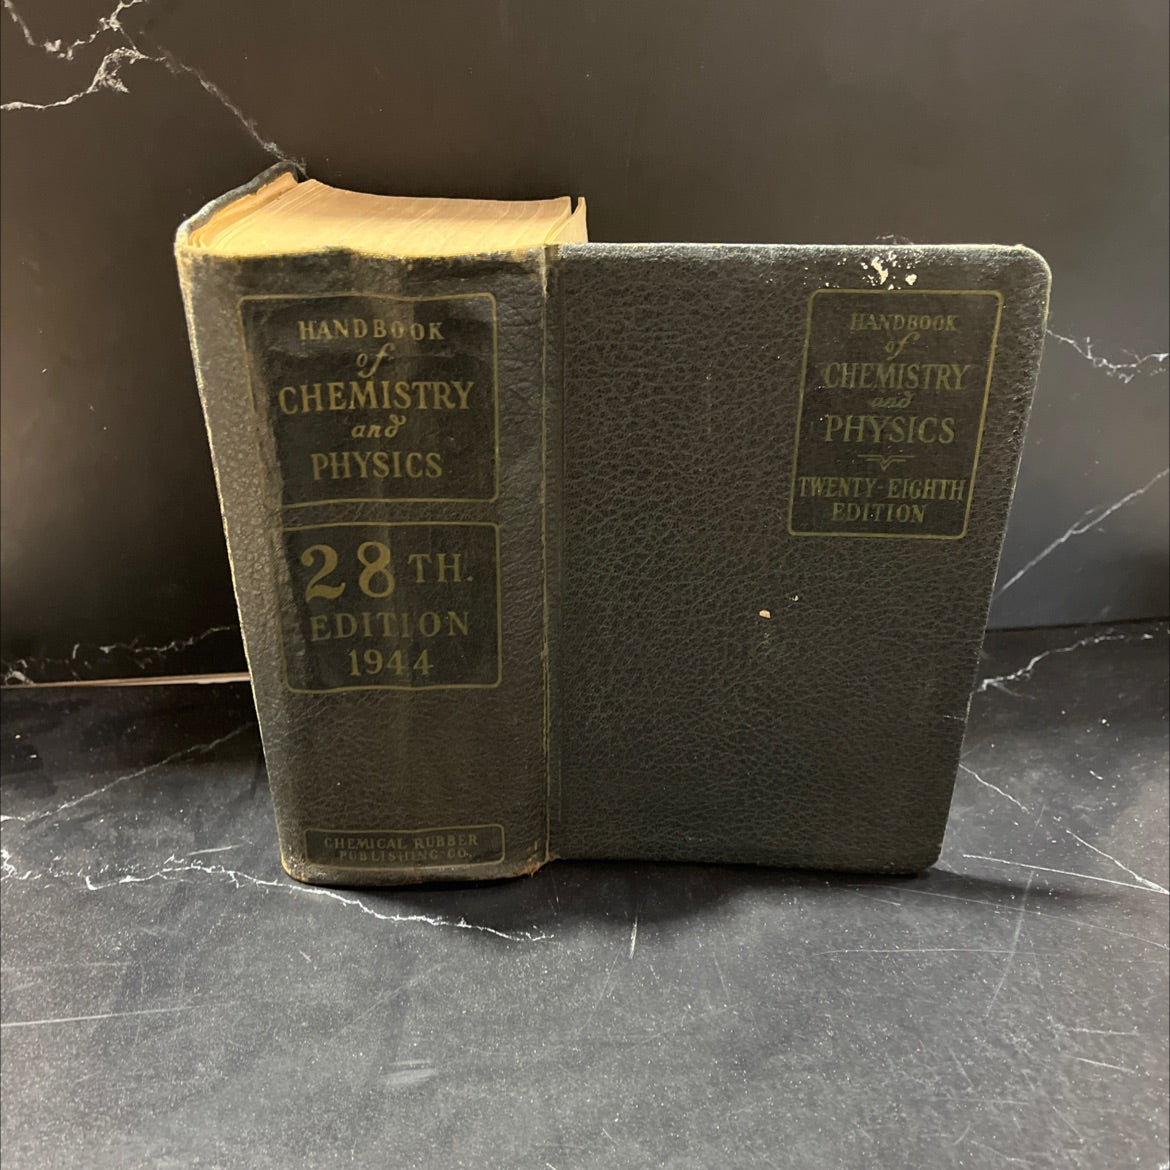 HANDBOOK
of
CHEMISTRY
and
PHYSICS
28TH.
EDITION
1944
CHEMICAL RUBBER
PUBLISHING CO.
HANDBOOK
of
CHEMISTRY
and
PHYSICS
TWENTY-EIGHTH
EDITION